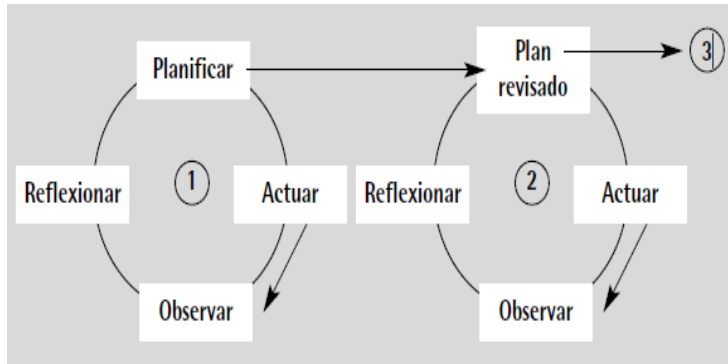 Planificar
Reflexionar
1
Actuar
Observar
Plan
revisado
Reflexionar
2
Actuar
Observar
3